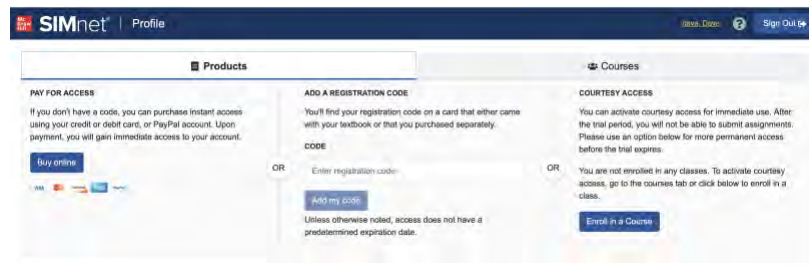 Mc Graw Hill SIMnet | Profile
Sign Out
Products
Courses
PAY FOR ACCESS
If you don't have a code, you can purchase instant access
using your credit or debit card, or PayPal account. Upon
payment, you will gain immediate access to your account.
Buy online
VISA
OR
ADD A REGISTRATION CODE
You'll find your registration code on a card that either came
with your textbook or that you purchased separately.
CODE
Enter registration code
Add my code
Unless otherwise noted, access does not have a
predetermined expiration date.
OR
COURTESY ACCESS
You can activate courtesy access for immediate use. After
the trial period, you will not be able to submit assignments.
Please use an option below for more permanent access
before the trial expires.
You are not enrolled in any classes. To activate courtesy
access, go to the courses tab or click below to enroll in a
class.
Enroll in a Course